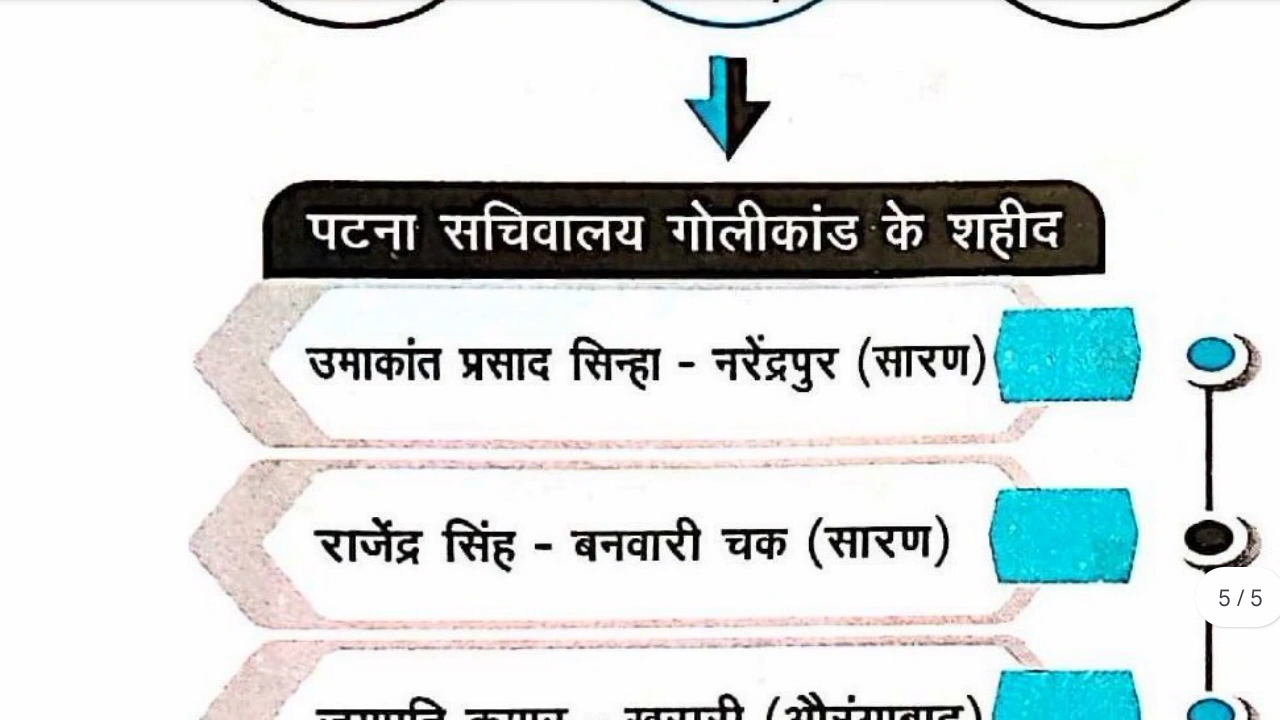 पटना सचिवालय गोलीकांड के शहीद
उमाकांत प्रसाद सिन्हा - नरेंद्रपुर (सारण)
राजेंद्र सिंह - बनवारी चक (सारण)
5 / 5